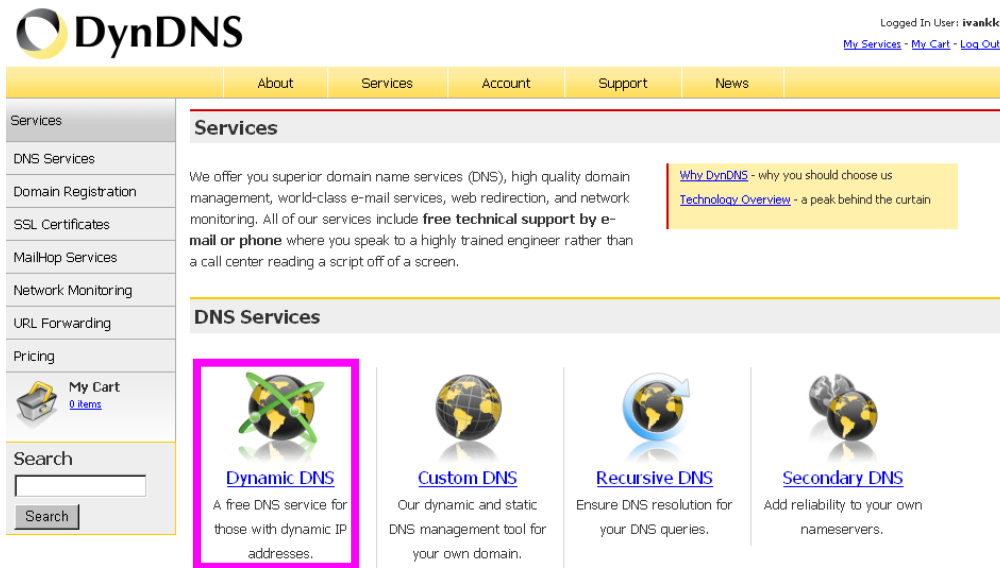 DynDNS
Logged In User: ivankk
My Services - My Cart - Log Out
About Services Account Support News
Services
DNS Services
Domain Registration
SSL Certificates
MailHop Services
Network Monitoring
URL Forwarding
Pricing
My Cart
0 items
Search
Search
Services
We offer you superior domain name services (DNS), high quality domain
management, world-class e-mail services, web redirection, and network
monitoring. All of our services include free technical support by e-
mail or phone where you speak to a highly trained engineer rather than
a call center reading a script off of a screen.
Why DynDNS - why you should choose us
Technology Overview - a peak behind the curtain
DNS Services
Dynamic DNS
A free DNS service for
those with dynamic IP
addresses.
Custom DNS
Our dynamic and static
DNS management tool for
your own domain.
Recursive DNS
Ensure DNS resolution for
your DNS queries.
Secondary DNS
Add reliability to your own
nameservers.